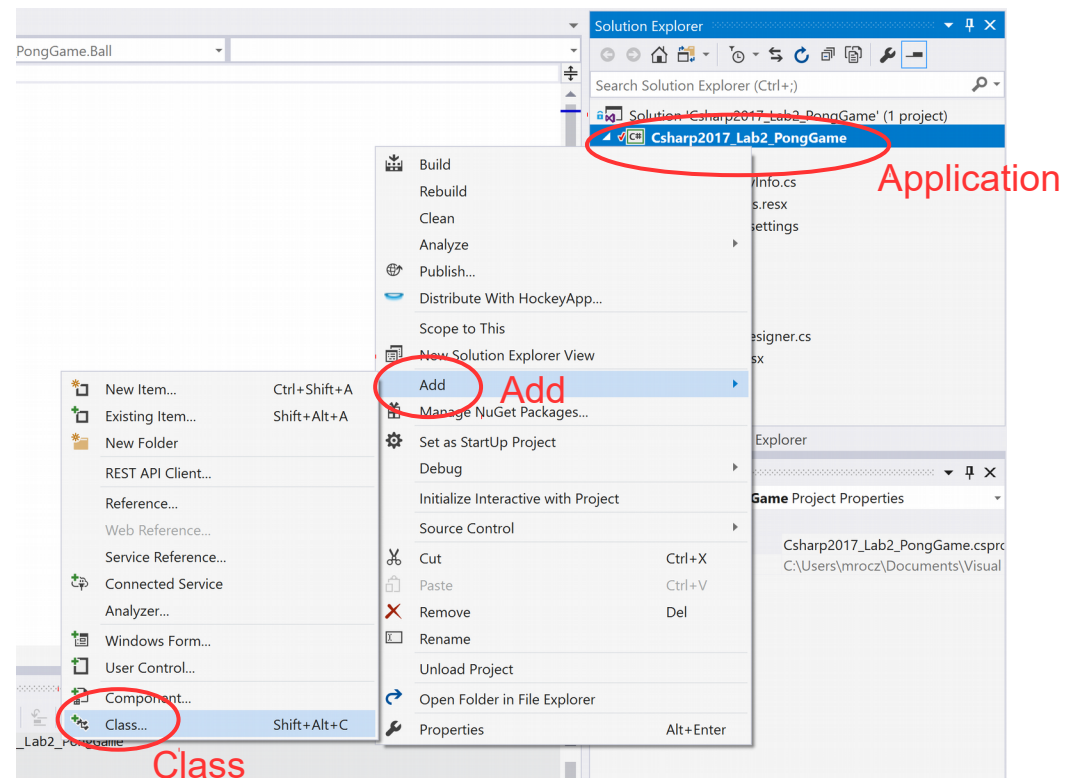 Solution Explorer
PongGame.Ball
Search Solution Explorer (Ctrl+;)
Solution 'Csharp2017_Lab2_PongGame' (1 project)
C# Csharp2017_Lab2_PongGame
Application
Info.cs
s.resx
settings
esigner.cs
sx
Build
Rebuild
Clean
Analyze
Publish...
Distribute With HockeyApp...
Scope to This
New Solution Explorer View
Add
Add
Manage NuGet Packages...
Set as StartUp Project
Debug
Initialize Interactive with Project
Source Control
Cut Ctrl+X
Paste Ctrl+V
Remove Del
Rename
Unload Project
Open Folder in File Explorer
Properties Alt+Enter
New Item... Ctrl+Shift+A
Existing Item... Shift+Alt+A
New Folder
REST API Client...
Reference...
Web Reference...
Service Reference...
Connected Service
Analyzer...
Windows Form...
User Control...
Component...
Class... Shift+Alt+C
Class
_Lab2_PongGame
Explorer
Game Project Properties
Csharp2017_Lab2_PongGame.cspro
C:\Users\mrocz\Documents\Visual